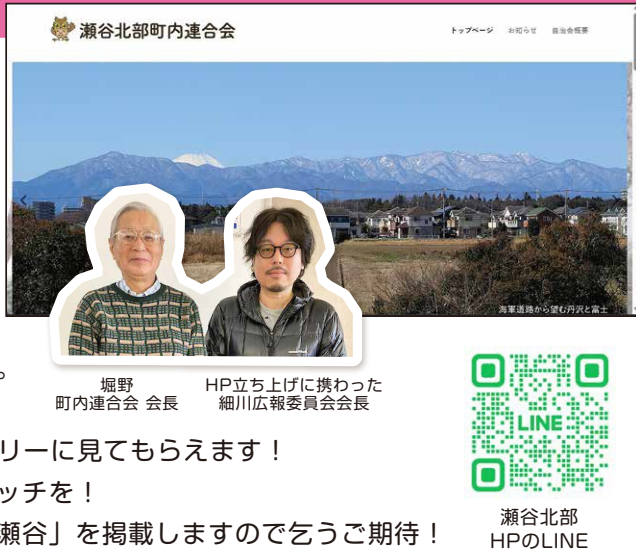 瀬谷北部町内連合会
トップページ お知らせ 自治会概要
海軍道路から望む丹沢と富士
。
堀野
町内連合会 会長
HP立ち上げに携わった
細川広報委員会会長
リーに見てもらえます！
ッチを！
瀬谷」を掲載しますので乞うご期待！
LINE
瀬谷北部
HPのLINE